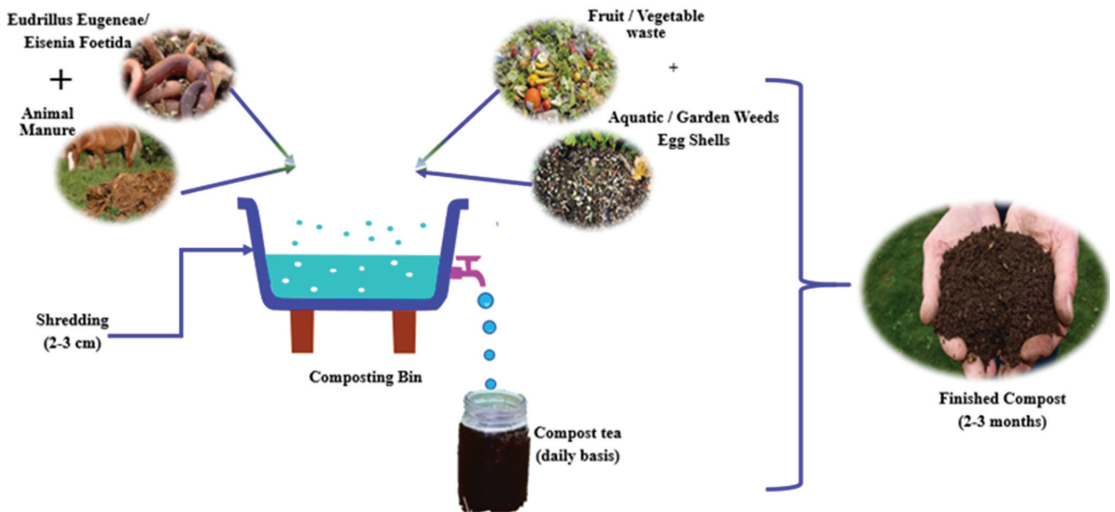 Eudrillus Eugeneae/
Eisenia Foetida
+
Animal
Manure
Fruit / Vegetable
waste
+
Aquatic / Garden Weeds
Egg Shells
Shredding
(2-3 cm)
Composting Bin
Compost tea
(daily basis)
Finished Compost
(2-3 months)